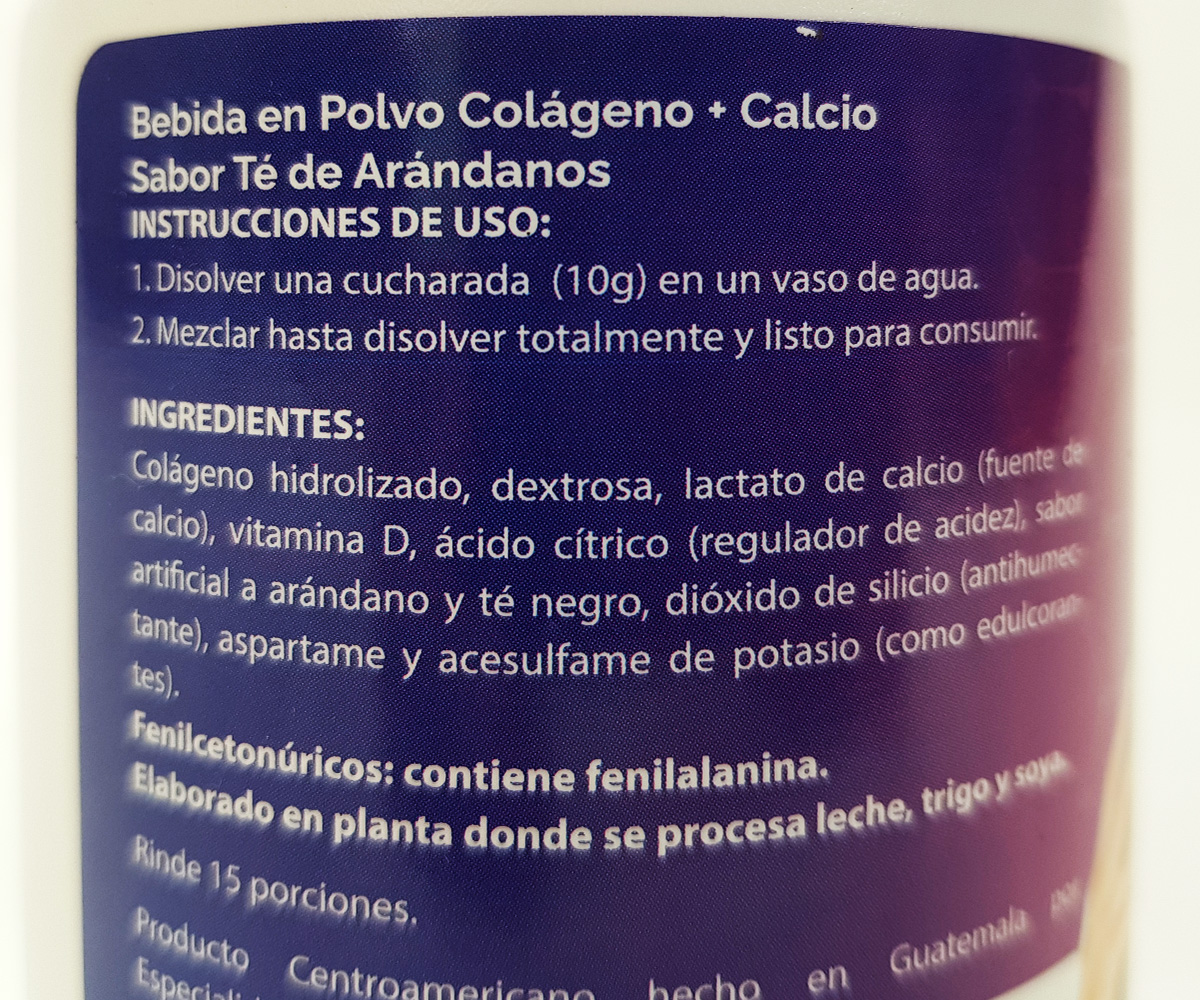 Bebida en Polvo Colágeno + Calcio
Sabor Té de Arándanos
INSTRUCCIONES DE USO:
1. Disolver una cucharada (10g) en un vaso de agua.
2. Mezclar hasta disolver totalmente y listo para consumir.
INGREDIENTES:
Colágeno hidrolizado, dextrosa, lactato de calcio (fuente de
calcio), vitamina D, ácido cítrico (regulador de acidez), sabor
artificial a arándano y té negro, dióxido de silicio (antihumec-
tante), aspartame y acesulfame de potasio (como edulcoran-
tes).
Fenilcetonúricos: contiene fenilalanina.
Elaborado en planta donde se procesa leche, trigo y soya.
Rinde 15 porciones.
Producto Centroamericano hecho en Guatemala por